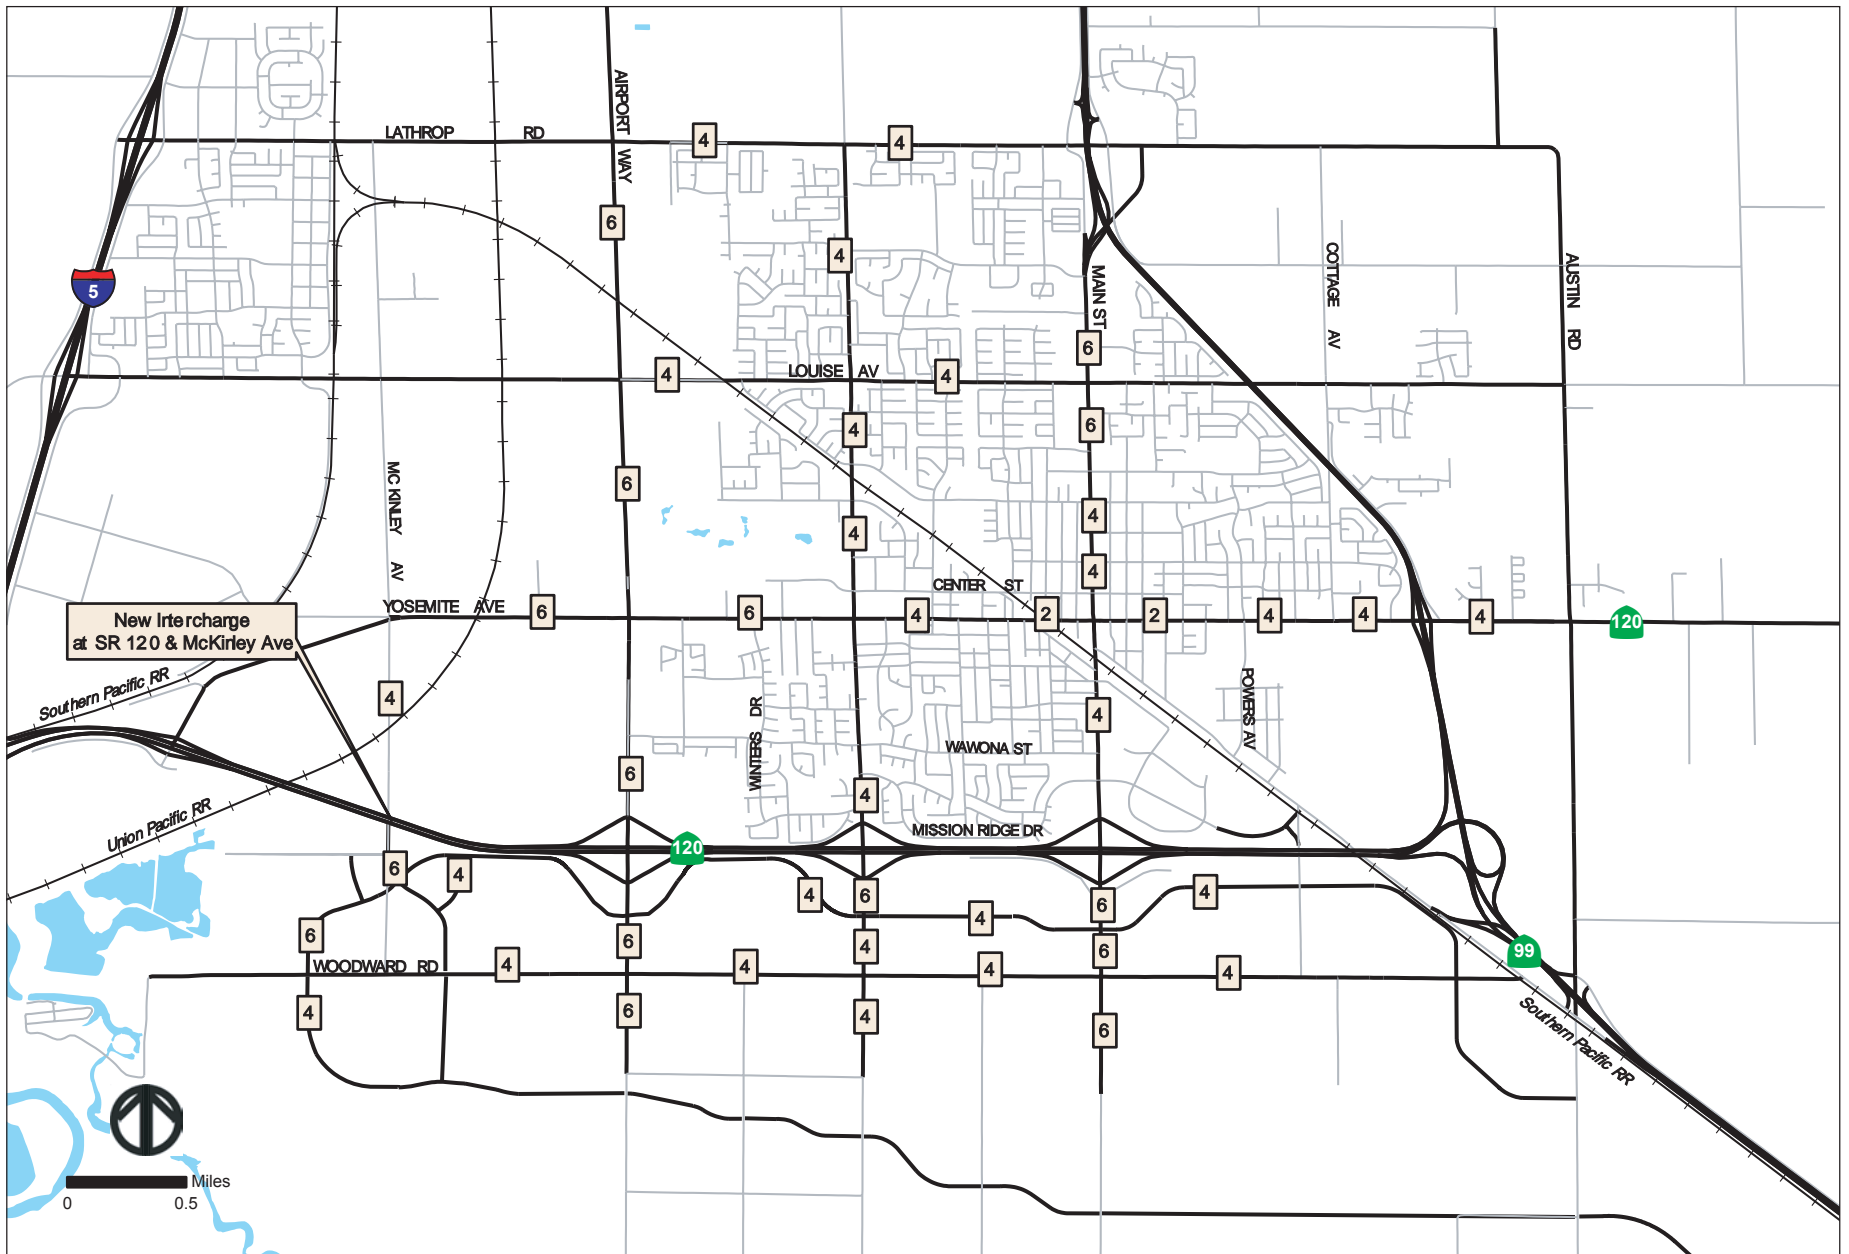 AIRPORT WAY
LATHROP RD
4
4
6
4
COTTAGE AV
AUSTIN RD
MAIN ST
5
6
LOUISE AV
4
4
4
6
MC KINLEY AV
6
4
4
4
CENTER ST
YOSEMITE AVE
6
6
4
2
2
4
4
4
120
New Intercharge
at SR 120 & McKinley Ave
Southern Pacific RR
4
4
POWERS AV
WINTERS DR
WAWONA ST
6
4
Union Pacific RR
MISSION RIDGE DR
120
6
4
4
6
4
6
4
6
6
4
6
99
WOODWARD RD
4
4
4
4
4
6
4
6
Southern Pacific RR
Miles
0
0.5